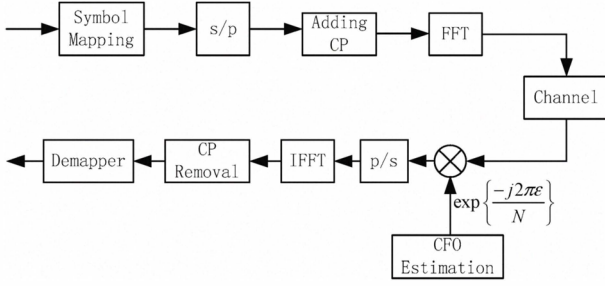 Symbol
Mapping
s/p
Adding
CP
FFT
Channel
Demapper
CP
Removal
IFFT
p/s
exp{-j2πε/N}
CFO
Estimation